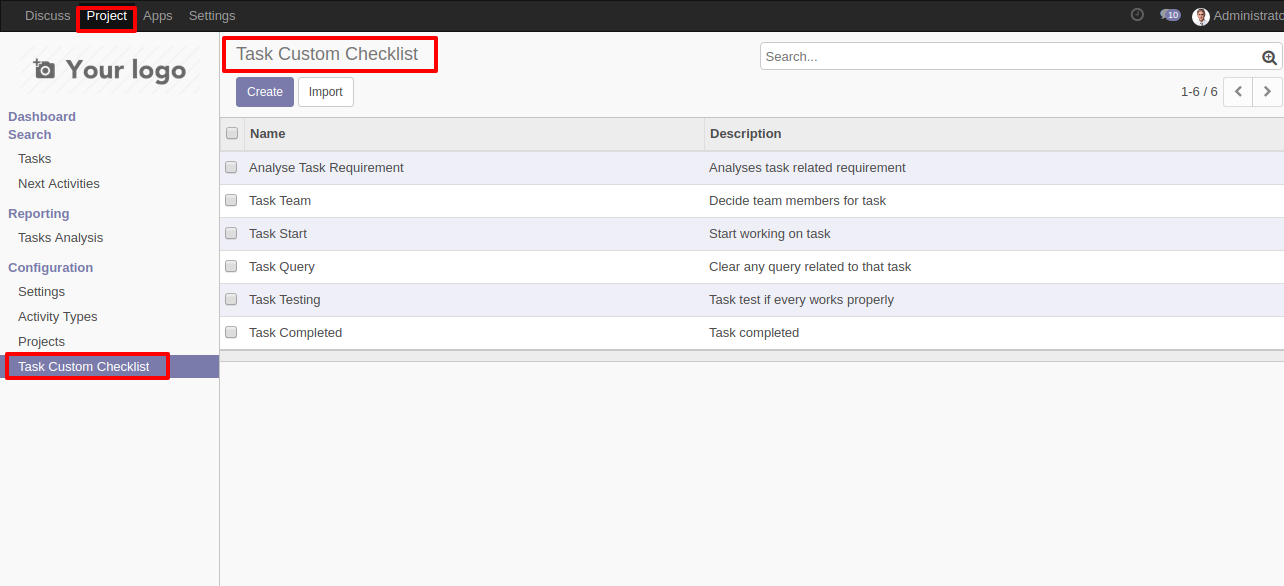 Discuss Project Apps Settings 10 Administrato
Your logo
Dashboard
Search
Tasks
Next Activities
Reporting
Tasks Analysis
Configuration
Settings
Activity Types
Projects
Task Custom Checklist
Task Custom Checklist
Search...
Create Import
1-6 / 6
Name Description
Analyse Task Requirement Analyses task related requirement
Task Team Decide team members for task
Task Start Start working on task
Task Query Clear any query related to that task
Task Testing Task test if every works properly
Task Completed Task completed